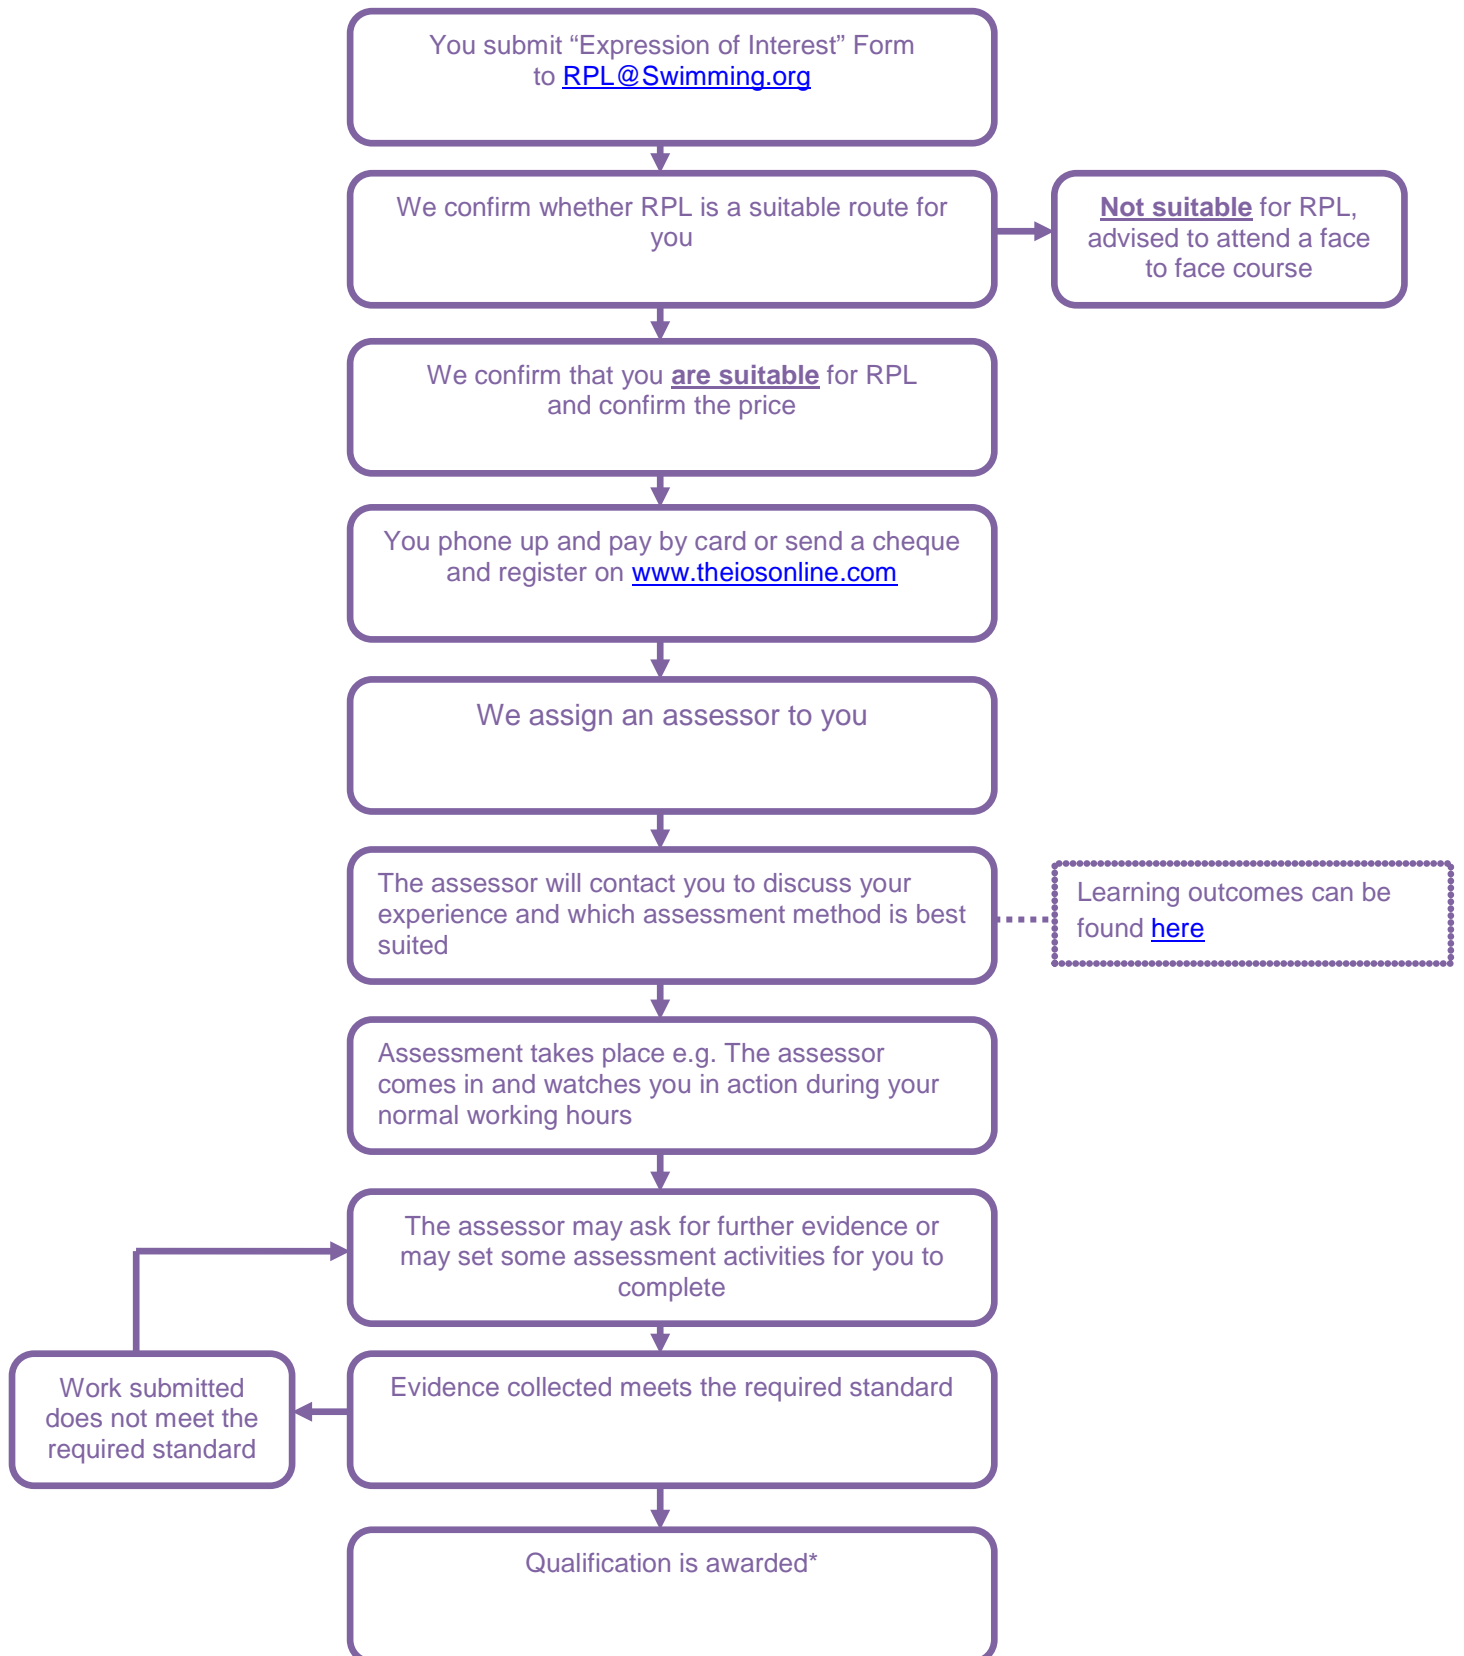 You submit “Expression of Interest” Form
to RPL@Swimming.org
We confirm whether RPL is a suitable route for
you
Not suitable for RPL,
advised to attend a face
to face course
We confirm that you are suitable for RPL
and confirm the price
You phone up and pay by card or send a cheque
and register on www.theiosonline.com
We assign an assessor to you
The assessor will contact you to discuss your
experience and which assessment method is best
suited
Learning outcomes can be
found here
Assessment takes place e.g. The assessor
comes in and watches you in action during your
normal working hours
The assessor may ask for further evidence or
may set some assessment activities for you to
complete
Work submitted
does not meet the
required standard
Evidence collected meets the required standard
Qualification is awarded*